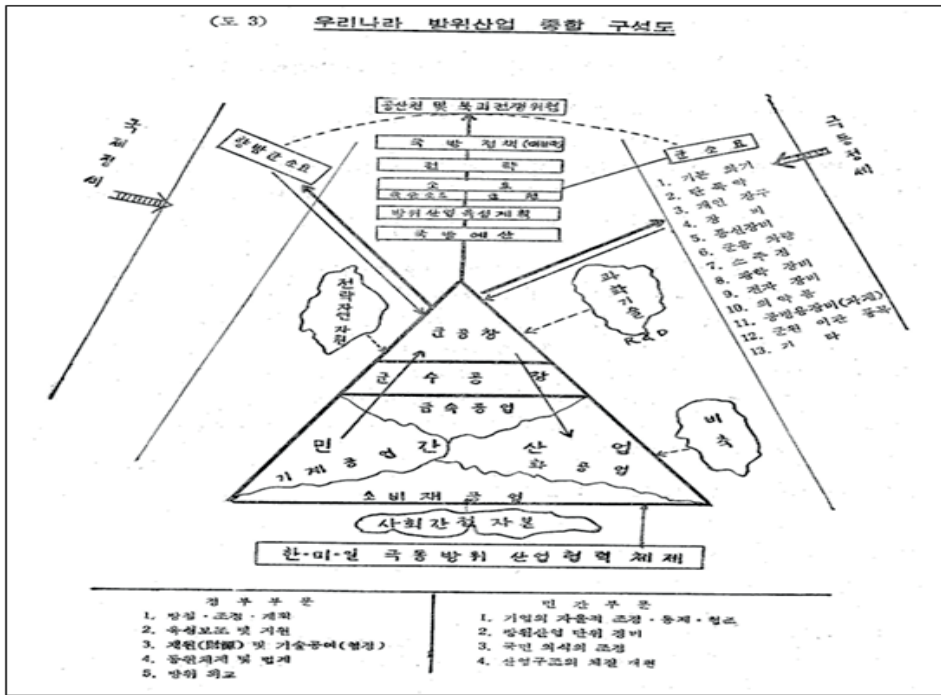 (도 3) 우리나라 방위산업 종합 구성도
공산권 및 북괴전쟁위협
국방정책
전 략
소 요
방위산업육성계획
국방예산
국제정세
향방군소요
군소요
극동정세
1. 기본 화기
2. 탄 폭 약
3. 개인 장구
4. 장 비
5. 통신장비
6. 군용 차량
7. 소 주 정
8. 광학 장비
9. 전자 장비
10. 의 약 품
12. 군원 이관 품목
13. 기 타
전략자연자원
과학기술
R&D
군공창
군 수 공 장
금속공업
민 간 산 업
기계공업
화공업
소 비 재 공 업
비축
사회간접자본
한·미·일 극동방위 산업협력 체제
정 부 부 문
1. 방침·조정·계획
2. 육성보호 및 지원
3. 재원(財源) 및 기술공여(협정)
4. 동원체제 및 법제
5. 방위 외교
민 간 부 문
1. 기업의 자율적 조정·통제·협조
2. 방위산업 단위 정비
3. 국민 의식의 조정
4. 산업구조의 체질 개편